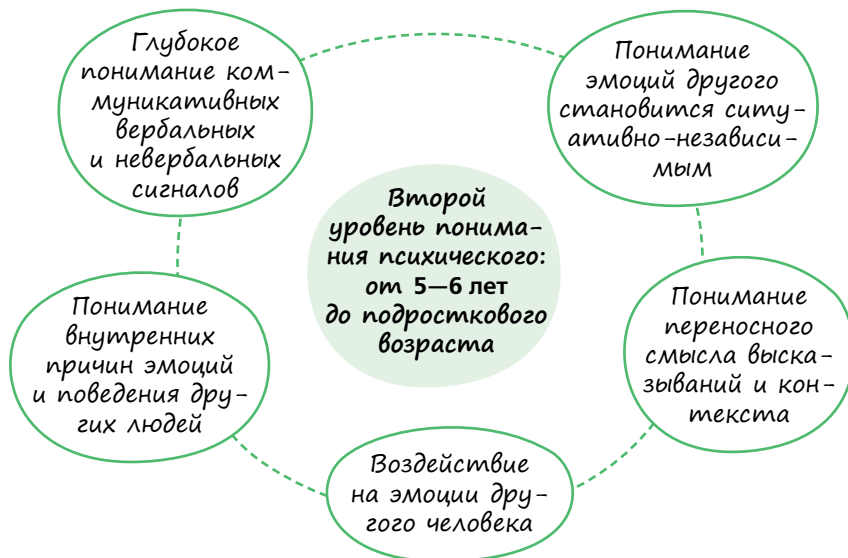 Глубокое
понимание ком-
муникативных
вербальных
и невербальных
сигналов
Понимание
эмоций другого
становится ситу-
ативно-независи-
мым
Второй
уровень понима-
ния психического:
от 5—6 лет
до подросткового
возраста
Понимание
внутренних
причин эмоций
и поведения дру-
гих людей
Понимание
переносного
смысла выска-
зываний и кон-
текста
Воздействие
на эмоции дру-
гого человека